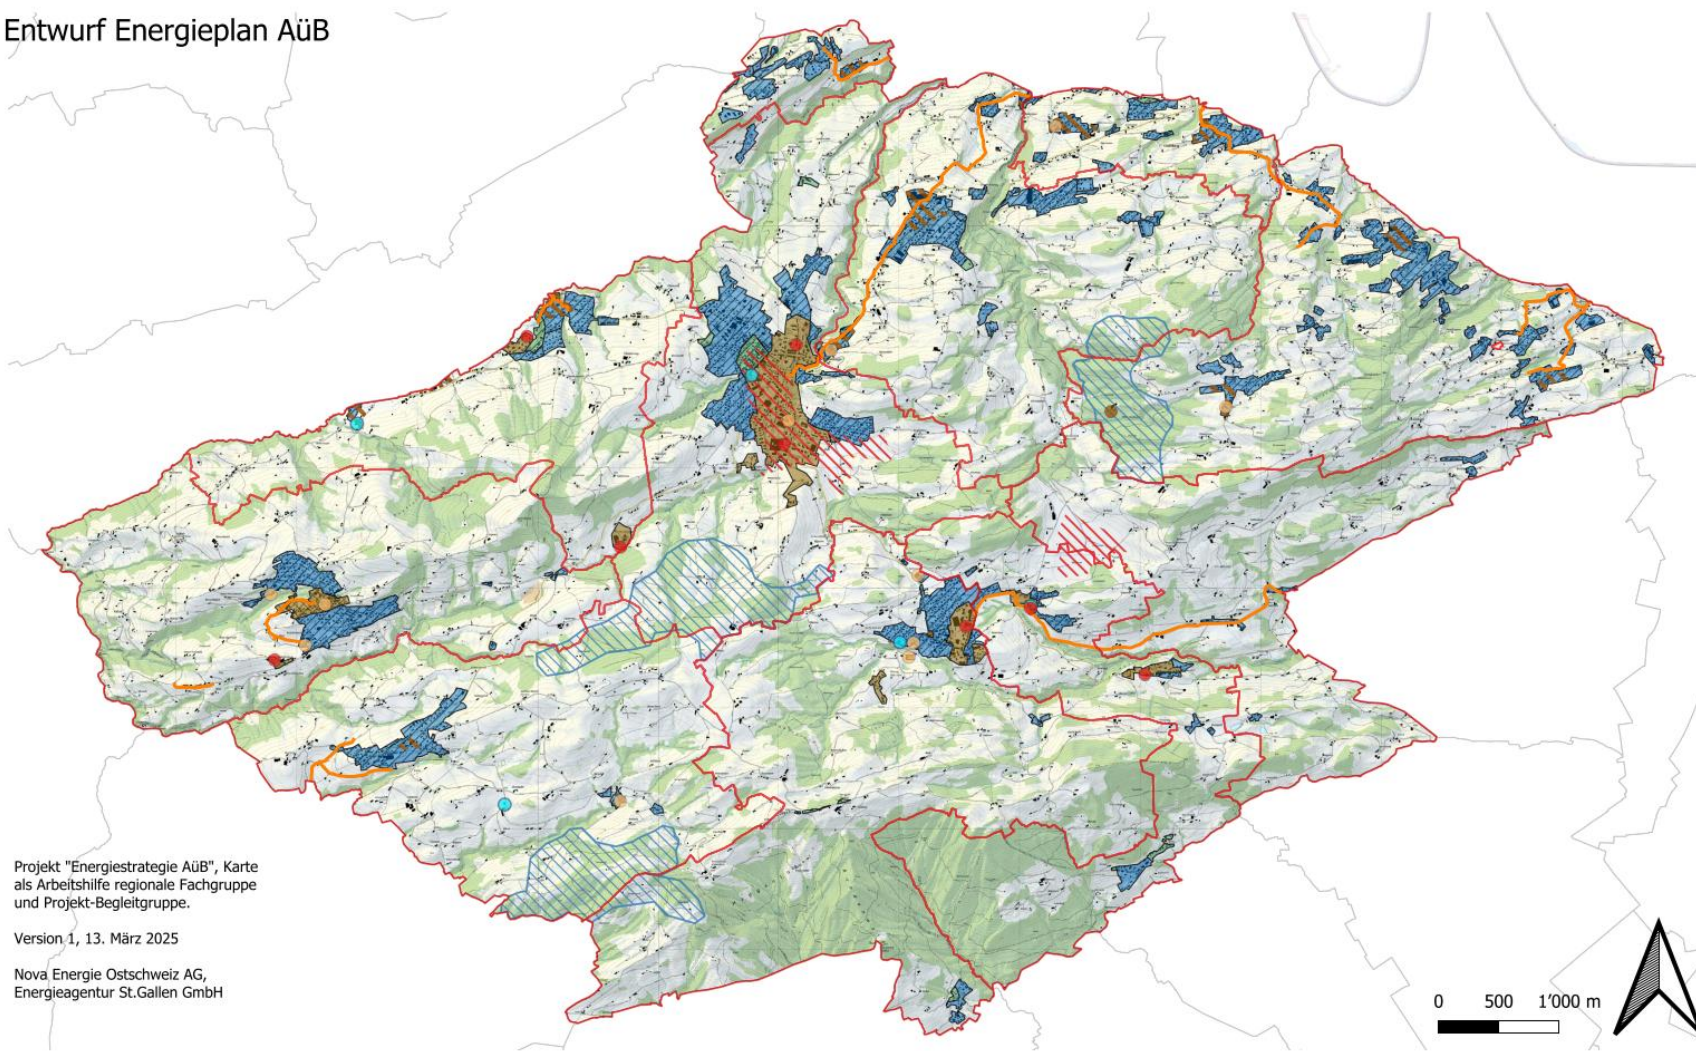 Entwurf Energieplan AüB
Projekt "Energiestrategie AüB", Karte
als Arbeitshilfe regionale Fachgruppe
und Projekt-Begleitgruppe.
Version 1, 13. März 2025
Nova Energie Ostschweiz AG,
Energieagentur St.Gallen GmbH
0 500 1'000 m